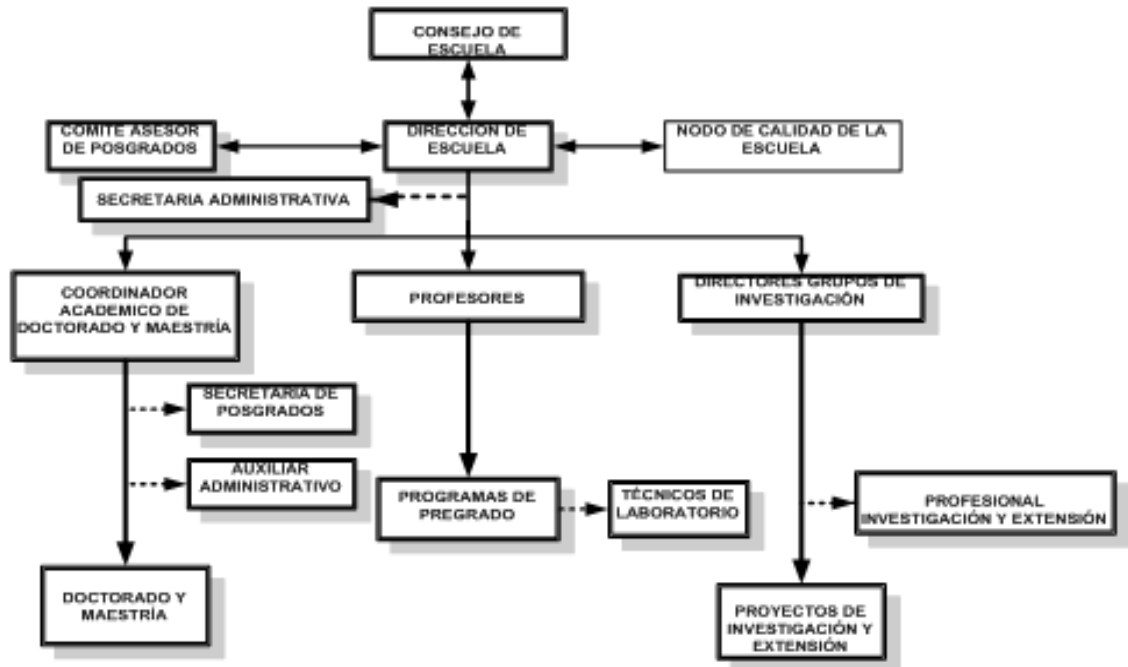 CONSEJO DE
ESCUELA
COMITE ASESOR
DE POSGRADOS
DIRECCION DE
ESCUELA
NODO DE CALIDAD DE LA
ESCUELA
SECRETARIA ADMINISTRATIVA
COORDINADOR
ACADEMICO DE
DOCTORADO Y MAESTRÍA
PROFESORES
DIRECTORES GRUPOS DE
INVESTIGACIÓN
SECRETARIA DE
POSGRADOS
AUXILIAR
ADMINISTRATIVO
PROGRAMAS DE
PREGRADO
TÉCNICOS DE
LABORATORIO
PROFESIONAL
INVESTIGACIÓN Y EXTENSIÓN
DOCTORADO Y
MAESTRÍA
PROYECTOS DE
INVESTIGACIÓN Y
EXTENSIÓN